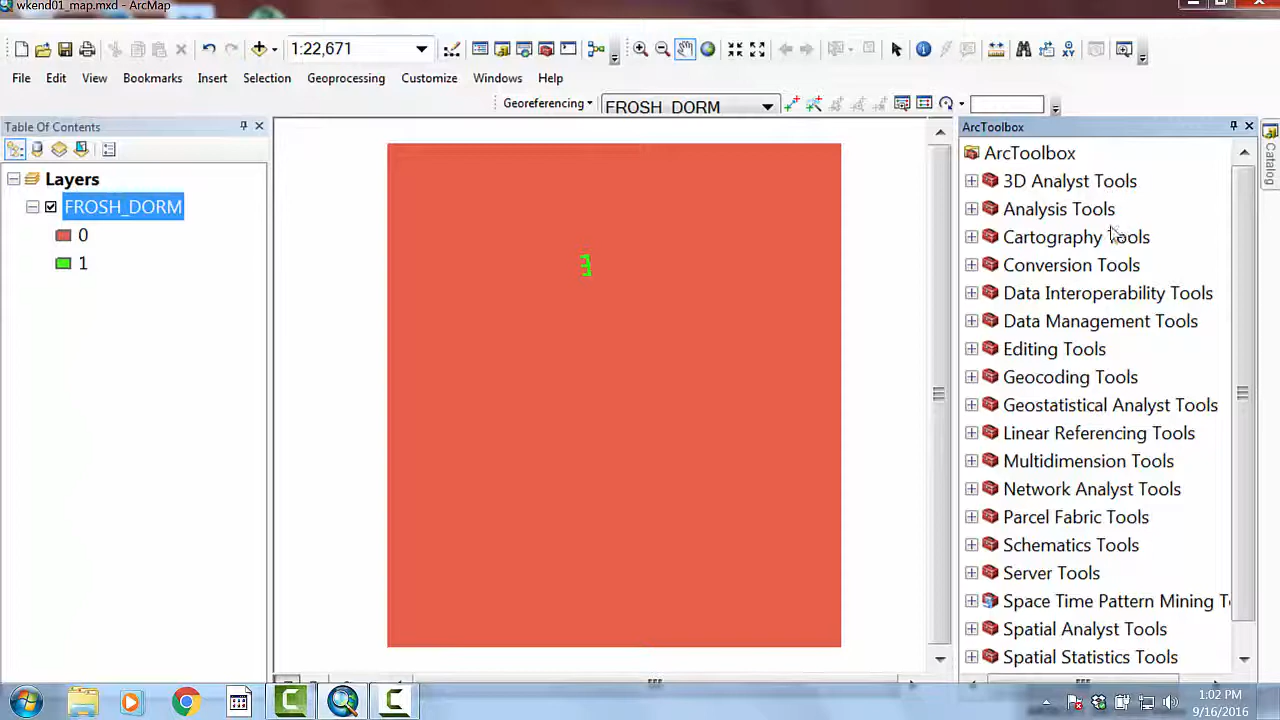 wkend01_map.mxd - ArcMap
1:22,671
File Edit View Bookmarks Insert Selection Geoprocessing Customize Windows Help
Georeferencing FROSH_DORM
Table Of Contents
Layers
FROSH_DORM
0
1
ArcToolbox
ArcToolbox
3D Analyst Tools
Analysis Tools
Cartography Tools
Conversion Tools
Data Interoperability Tools
Data Management Tools
Editing Tools
Geocoding Tools
Geostatistical Analyst Tools
Linear Referencing Tools
Multidimension Tools
Network Analyst Tools
Parcel Fabric Tools
Schematics Tools
Server Tools
Space Time Pattern Mining T
Spatial Analyst Tools
Spatial Statistics Tools
Catalog
1:02 PM
9/16/2016